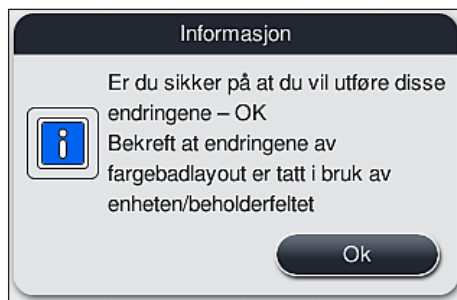 Informasjon
Er du sikker på at du vil utføre disse
endringene – OK
Bekreft at endringene av
fargebadlayout er tatt i bruk av
enheten/beholderfeltet
Ok